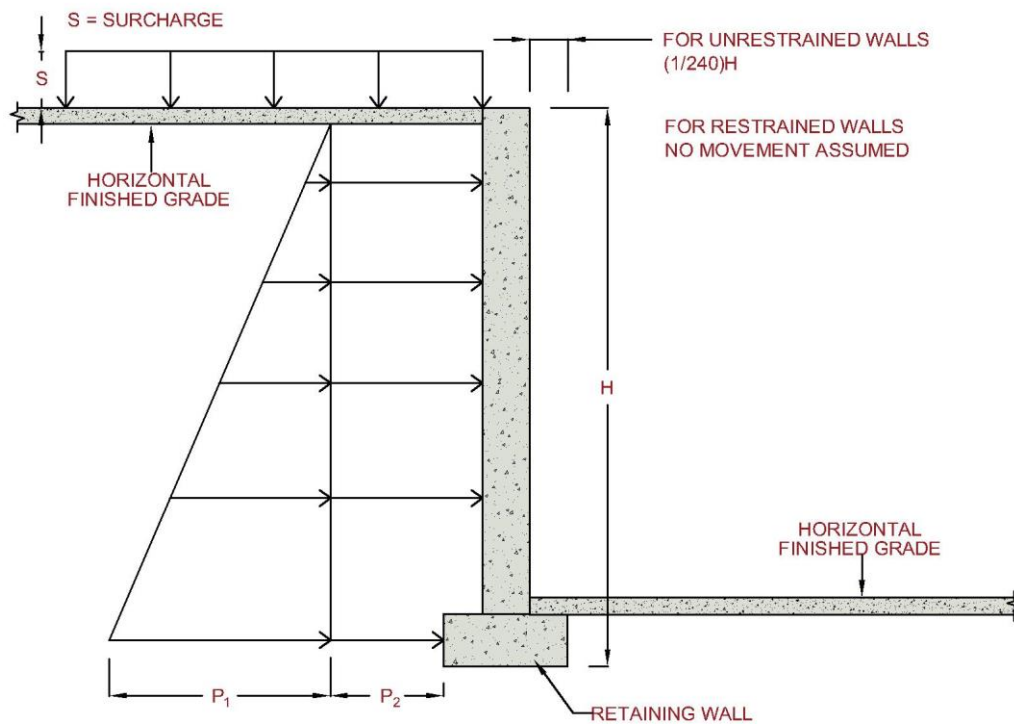 S = SURCHARGE
FOR UNRESTRAINED WALLS
(1/240)H
S
FOR RESTRAINED WALLS
NO MOVEMENT ASSUMED
HORIZONTAL
FINISHED GRADE
H
HORIZONTAL
FINISHED GRADE
P₁
P₂
RETAINING WALL